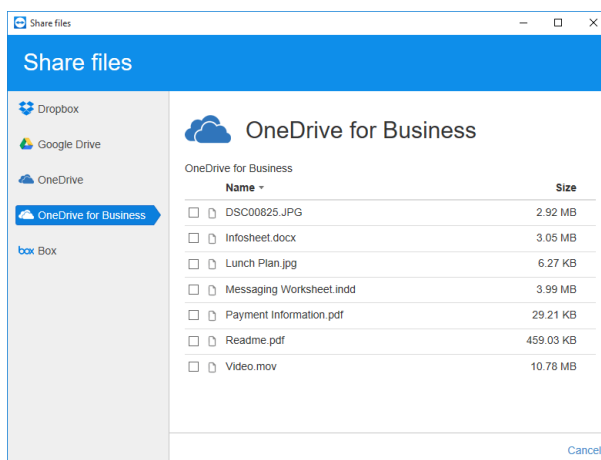 Share files
Share files
Dropbox
Google Drive
OneDrive
OneDrive for Business
box Box
OneDrive for Business
OneDrive for Business
Name Size
DSC00825.JPG 2.92 MB
Infosheet.docx 3.05 MB
Lunch Plan.jpg 6.27 KB
Messaging Worksheet.indd 3.99 MB
Payment Information.pdf 29.21 KB
Readme.pdf 459.03 KB
Video.mov 10.78 MB
Cancel